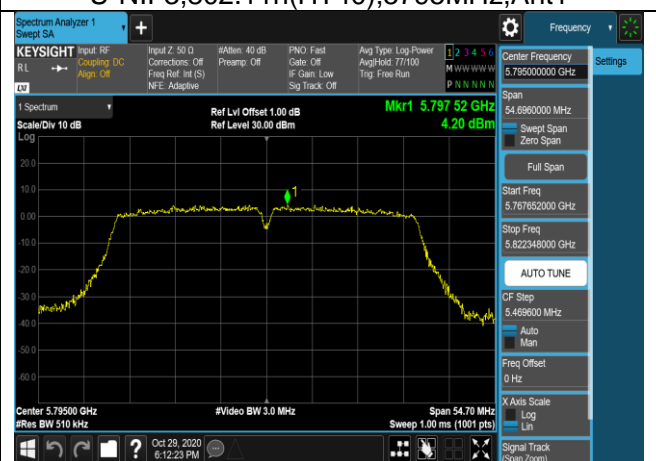 U-NII-3,802.11n(HT40),5795MHz,Ant1
Spectrum Analyzer 1
Swept SA
Frequency
KEYSIGHT
RL
LXI
Input: RF
Coupling: DC
Align: Off
Input Z: 50 Ω
Corrections: Off
Freq Ref: Int (S)
NFE: Adaptive
#Atten: 40 dB
Preamp: Off
PNO: Fast
Gate: Off
IF Gain: Low
Sig Track: Off
Avg Type: Log-Power
Avg|Hold: 77/100
Trig: Free Run
1 2 3 4 5 6
M W W W W W
P N N N N N
1 Spectrum
Scale/Div 10 dB
Log
Ref Lvl Offset 1.00 dB
Ref Level 30.00 dBm
Mkr1 5.797 52 GHz
4.20 dBm
20.0
10.0
0.00
-10.0
-20.0
-30.0
-40.0
-50.0
-60.0
1
Center 5.79500 GHz
#Res BW 510 kHz
#Video BW 3.0 MHz
Span 54.70 MHz
Sweep 1.00 ms (1001 pts)
Oct 29, 2020
6:12:23 PM
Center Frequency
5.795000000 GHz
Settings
Span
54.6960000 MHz
Swept Span
Zero Span
Full Span
Start Freq
5.767652000 GHz
Stop Freq
5.822348000 GHz
AUTO TUNE
CF Step
5.469600 MHz
Auto
Man
Freq Offset
0 Hz
X Axis Scale
Log
Lin
Signal Track
(Span Zoom)